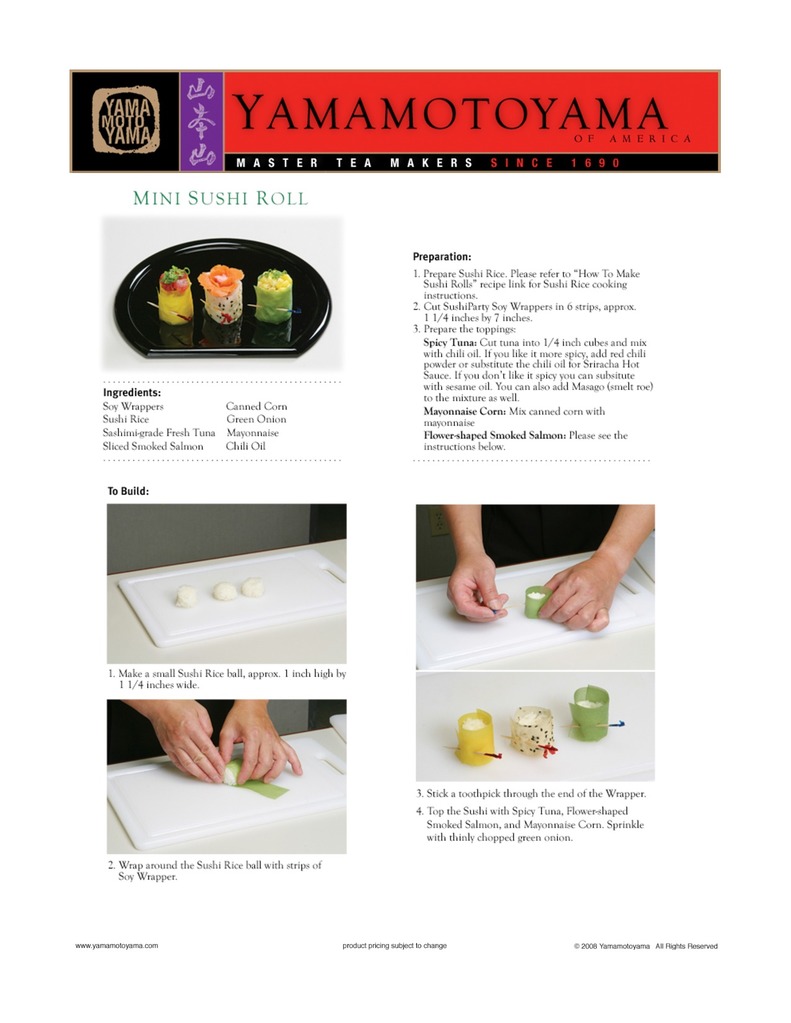 YAMA
MOTO
YAMA
山
本
山
YAMAMOTOYAMA
OF AMERICA
MASTER TEA MAKERS SINCE 1690
MINI SUSHI ROLL
Ingredients:
Soy Wrappers Canned Corn
Sushi Rice Green Onion
Sashimi-grade Fresh Tuna Mayonnaise
Sliced Smoked Salmon Chili Oil
Preparation:
1. Prepare Sushi Rice. Please refer to “How To Make
Sushi Rolls” recipe link for Sushi Rice cooking
instructions.
2. Cut SushiParty Soy Wrappers in 6 strips, approx.
1 1/4 inches by 7 inches.
3. Prepare the toppings:
Spicy Tuna: Cut tuna into 1/4 inch cubes and mix
with chili oil. If you like it more spicy, add red chili
powder or substitute the chili oil for Sriracha Hot
Sauce. If you don’t like it spicy you can subsitute
with sesame oil. You can also add Masago (smelt roe)
to the mixture as well.
Mayonnaise Corn: Mix canned corn with
mayonnaise
Flower-shaped Smoked Salmon: Please see the
instructions below.
To Build:
1. Make a small Sushi Rice ball, approx. 1 inch high by
1 1/4 inches wide.
2. Wrap around the Sushi Rice ball with strips of
Soy Wrapper.
3. Stick a toothpick through the end of the Wrapper.
4. Top the Sushi with Spicy Tuna, Flower-shaped
Smoked Salmon, and Mayonnaise Corn. Sprinkle
with thinly chopped green onion.
www.yamamotoyama.com product pricing subject to change © 2008 Yamamotoyama All Rights Reserved